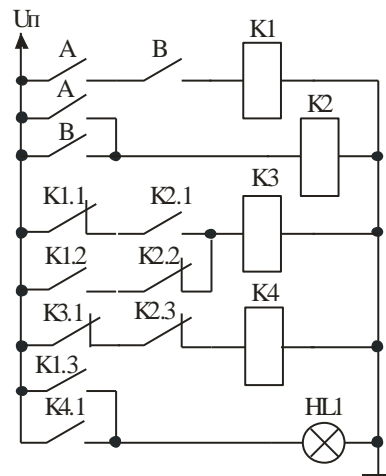 Uп
A B K1
A
B K2
K1.1 K2.1 K3
K1.2 K2.2
K3.1 K2.3 K4
K1.3
K4.1 HL1